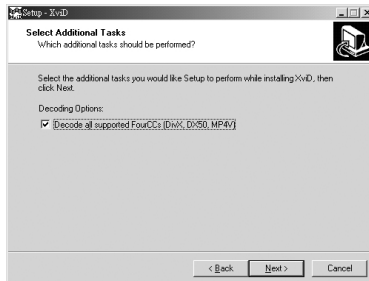 Setup - XviD
Select Additional Tasks
Which additional tasks should be performed?
Select the additional tasks you would like Setup to perform while installing XviD, then
click Next.
Decoding Options:
Decode all supported FourCCs (DivX, DX50, MP4V)
< Back
Next >
Cancel